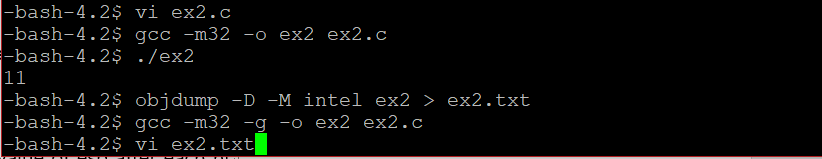 -bash-4.2$ vi ex2.c
-bash-4.2$ gcc -m32 -o ex2 ex2.c
-bash-4.2$ ./ex2
11
-bash-4.2$ objdump -D -M intel ex2 > ex2.txt
-bash-4.2$ gcc -m32 -g -o ex2 ex2.c
-bash-4.2$ vi ex2.txt